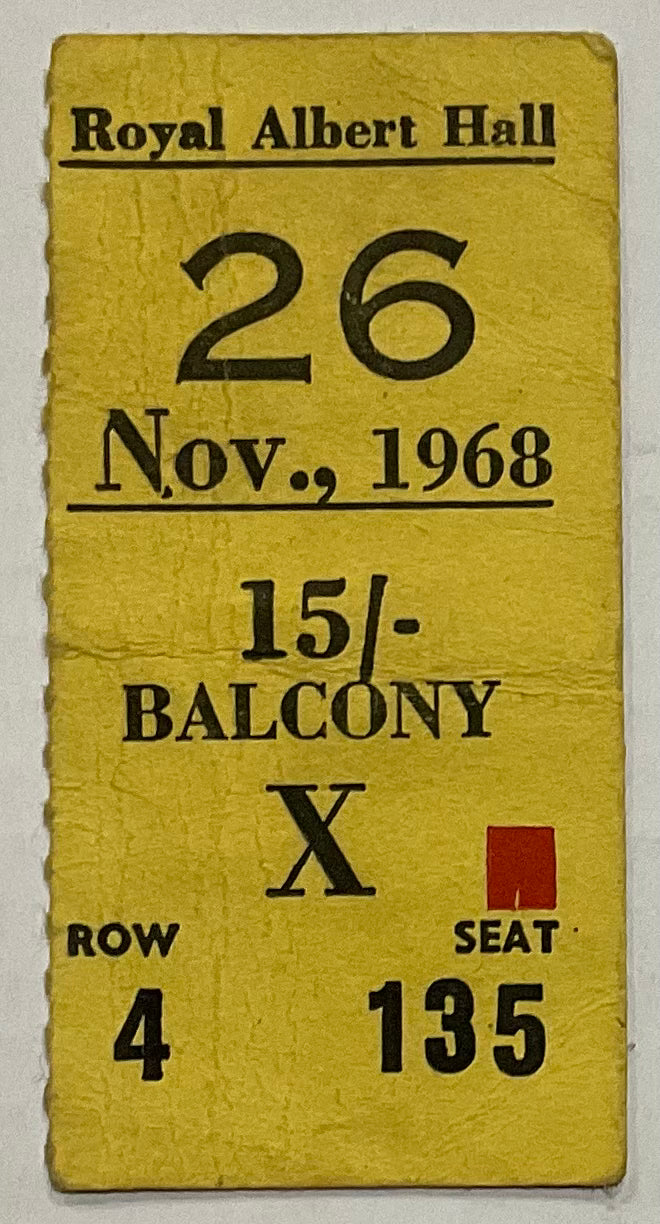 Royal Albert Hall
26
Nov., 1968
15/-
BALCONY
X
ROW SEAT
4 135